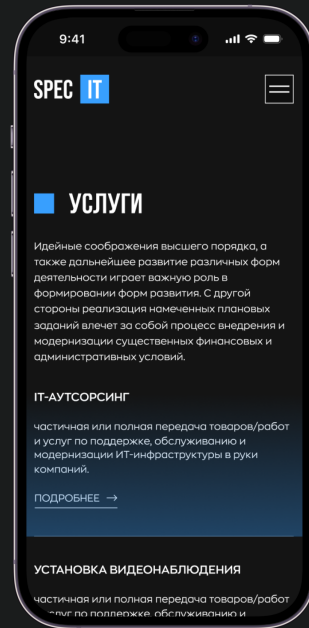 9:41
SPEC IT
УСЛУГИ
Идейные соображения высшего порядка, а
также дальнейшее развитие различных форм
деятельности играет важную роль в
формировании форм развития. С другой
стороны реализация намеченных плановых
заданий влечет за собой процесс внедрения и
модернизации существенных финансовых и
административных условий.
IT-АУТСОРСИНГ
частичная или полная передача товаров/работ
и услуг по поддержке, обслуживанию и
модернизации ИТ-инфраструктуры в руки
компаний.
ПОДРОБНЕЕ →
УСТАНОВКА ВИДЕОНАБЛЮДЕНИЯ
частичная или полная передача товаров/работ
и услуг по поддержке, обслуживанию и